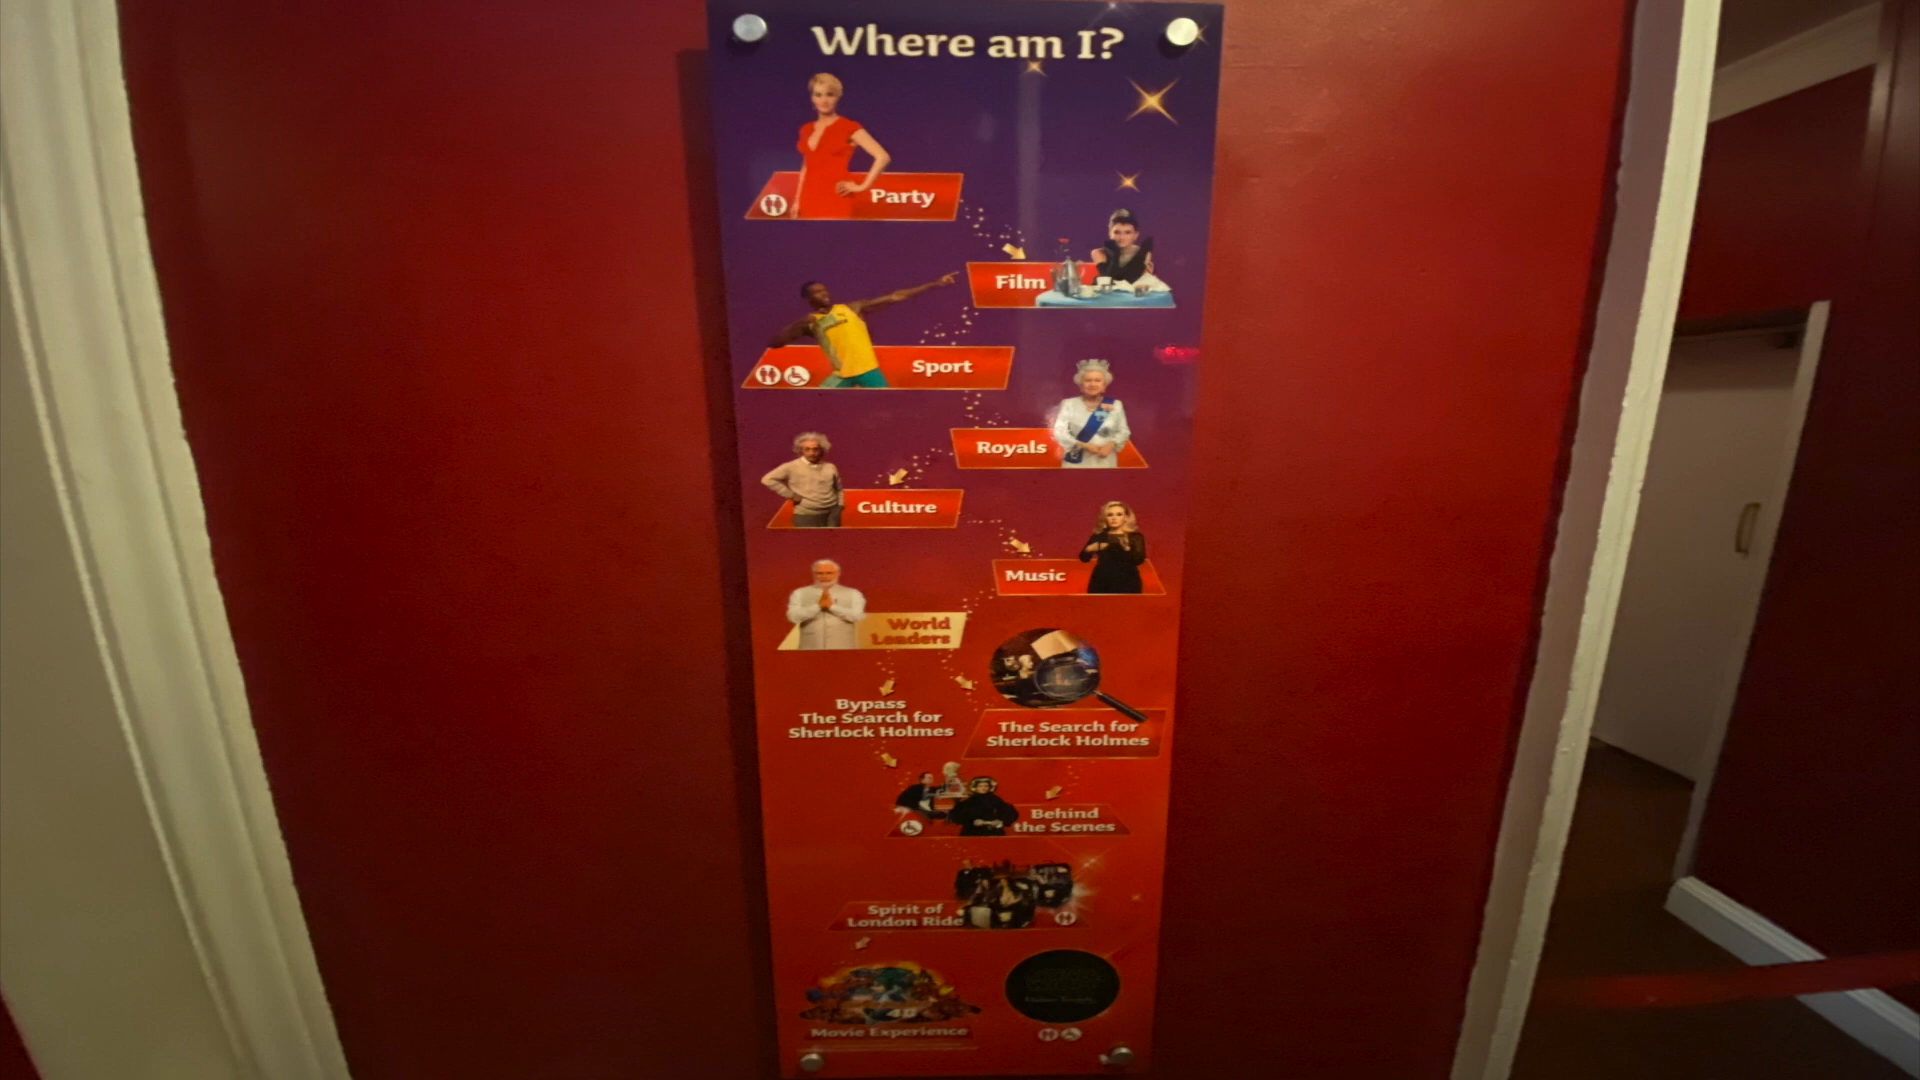 Where am I?
Party
Film
Sport
Royals
Culture
Music
World
Leaders
Bypass
The Search for
Sherlock Holmes
The Search for
Sherlock Holmes
Behind
the Scenes
Spirit of
London Ride
4D
Movie Experience